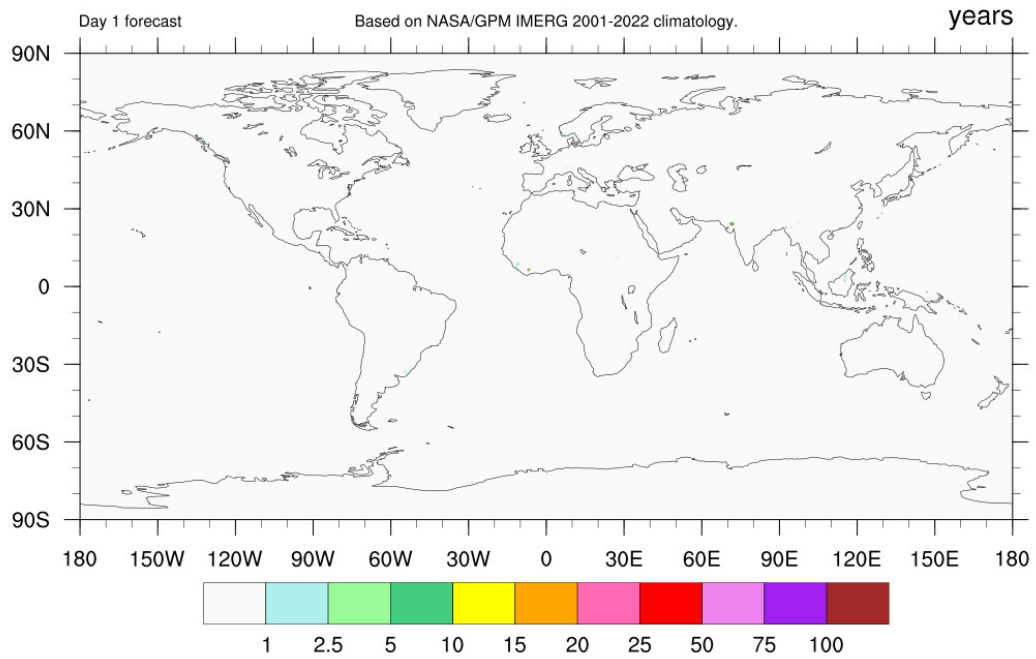 Day 1 forecast Based on NASA/GPM IMERG 2001-2022 climatology. years
90N
60N
30N
0
30S
60S
90S
180 150W 120W 90W 60W 30W 0 30E 60E 90E 120E 150E 180
1 2.5 5 10 15 20 25 50 75 100